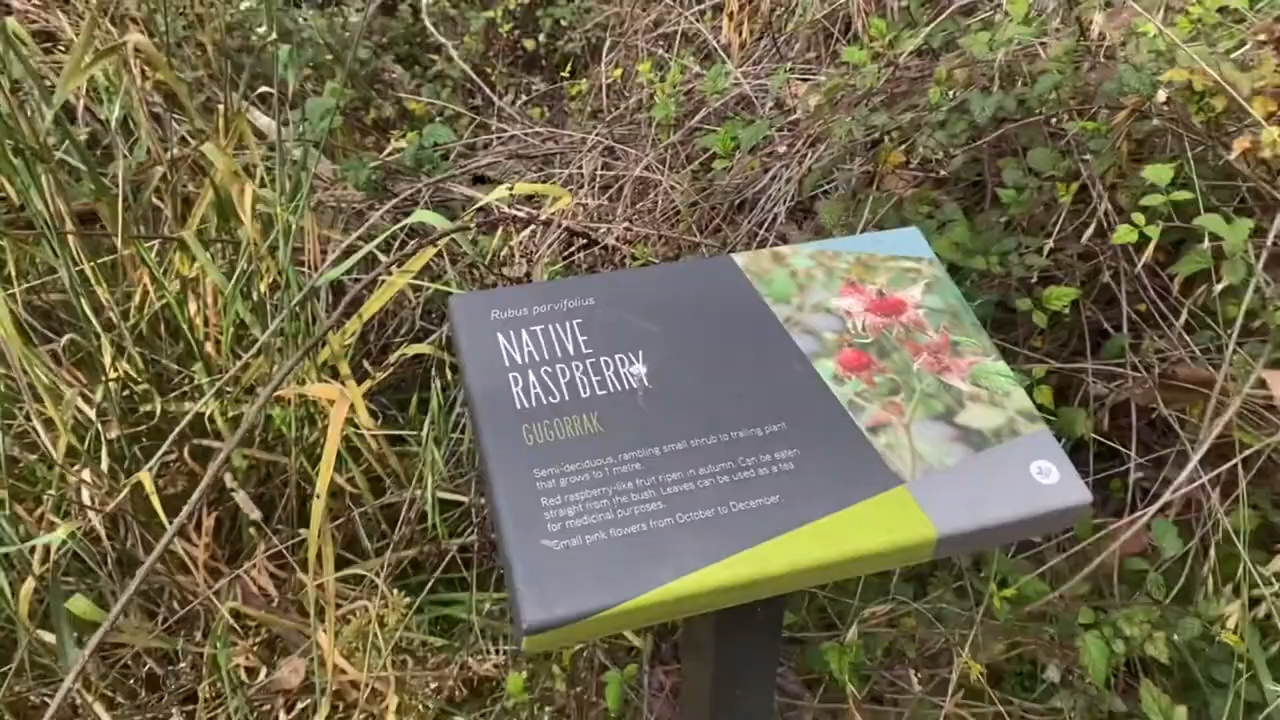 Rubus parvifolius
NATIVE
RASPBERRY
GUGORRAK
Semi-deciduous, rambling small shrub to trailing plant
that grows to 1 metre.
Red raspberry-like fruit ripen in autumn. Can be eaten
straight from the bush. Leaves can be used as a tea
for medicinal purposes.
Small pink flowers from October to December.